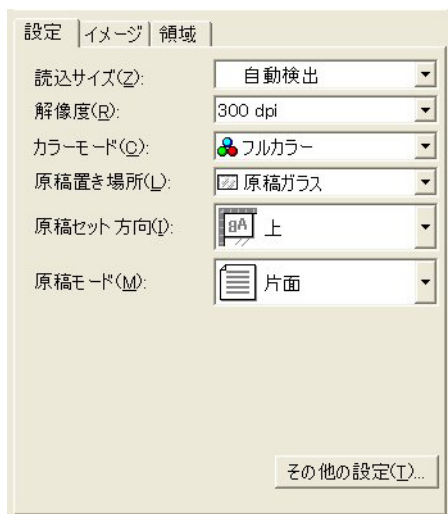 設定 イメージ 領域
読込サイズ(Z): 自動検出
解像度(R): 300 dpi
カラーモード(C): フルカラー
原稿置き場所(L): 原稿ガラス
原稿セット方向(I): AB 上
原稿モード(M): 片面
その他の設定(T)...